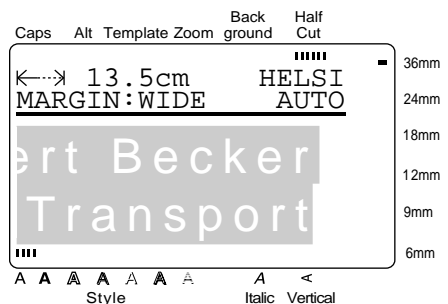 Back Half
Caps Alt Template Zoom ground Cut
36mm
13.5cm HELSI
MARGIN:WIDE AUTO
24mm
18mm
ert Becker
12mm
Transport
9mm
6mm
A A A A A A A A A
Style Italic Vertical